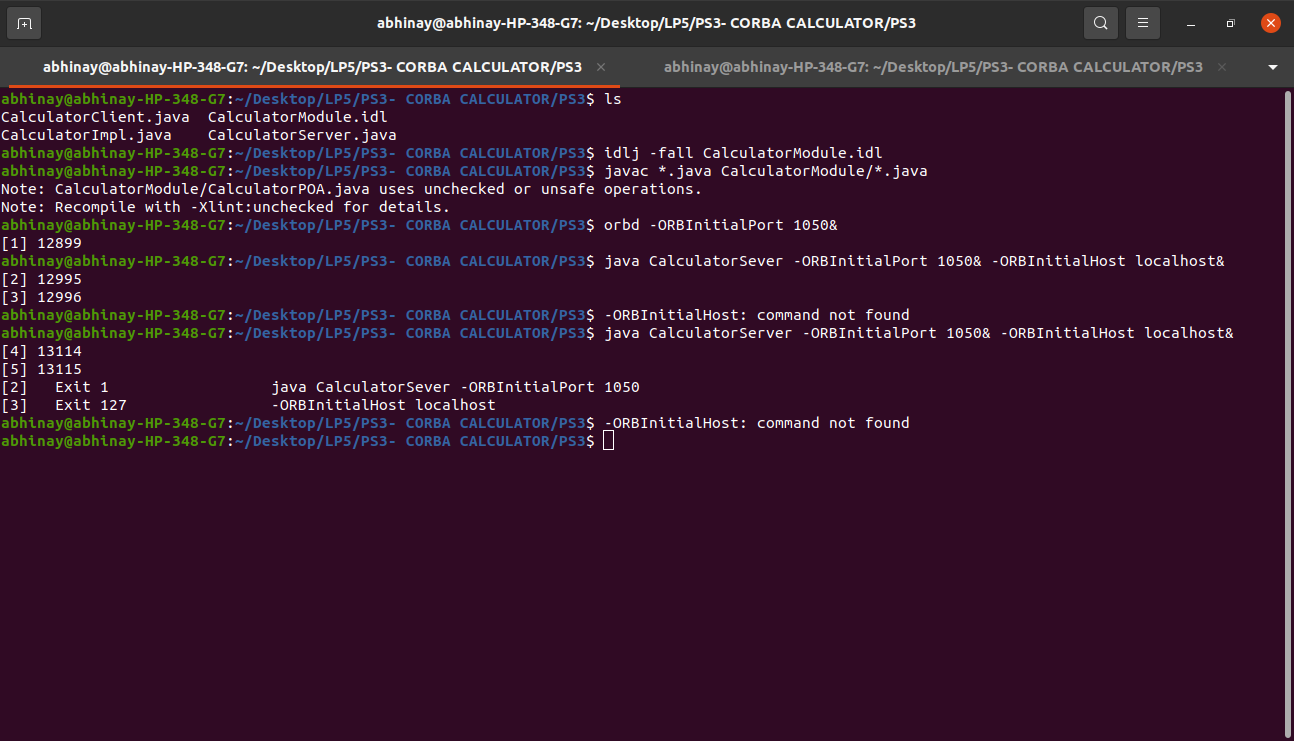 abhinay@abhinay-HP-348-G7: ~/Desktop/LP5/PS3- CORBA CALCULATOR/PS3
abhinay@abhinay-HP-348-G7: ~/Desktop/LP5/PS3- CORBA CALCULATOR/PS3
abhinay@abhinay-HP-348-G7: ~/Desktop/LP5/PS3- CORBA CALCULATOR/PS3
abhinay@abhinay-HP-348-G7:~/Desktop/LP5/PS3- CORBA CALCULATOR/PS3$ ls
CalculatorClient.java  CalculatorModule.idl
CalculatorImpl.java    CalculatorServer.java
abhinay@abhinay-HP-348-G7:~/Desktop/LP5/PS3- CORBA CALCULATOR/PS3$ idlj -fall CalculatorModule.idl
abhinay@abhinay-HP-348-G7:~/Desktop/LP5/PS3- CORBA CALCULATOR/PS3$ javac *.java CalculatorModule/*.java
Note: CalculatorModule/CalculatorPOA.java uses unchecked or unsafe operations.
Note: Recompile with -Xlint:unchecked for details.
abhinay@abhinay-HP-348-G7:~/Desktop/LP5/PS3- CORBA CALCULATOR/PS3$ orbd -ORBInitialPort 1050&
[1] 12899
abhinay@abhinay-HP-348-G7:~/Desktop/LP5/PS3- CORBA CALCULATOR/PS3$ java CalculatorSever -ORBInitialPort 1050& -ORBInitialHost localhost&
[2] 12995
[3] 12996
abhinay@abhinay-HP-348-G7:~/Desktop/LP5/PS3- CORBA CALCULATOR/PS3$ -ORBInitialHost: command not found
abhinay@abhinay-HP-348-G7:~/Desktop/LP5/PS3- CORBA CALCULATOR/PS3$ java CalculatorServer -ORBInitialPort 1050& -ORBInitialHost localhost&
[4] 13114
[5] 13115
[2]   Exit 1                  java CalculatorSever -ORBInitialPort 1050
[3]   Exit 127                -ORBInitialHost localhost
abhinay@abhinay-HP-348-G7:~/Desktop/LP5/PS3- CORBA CALCULATOR/PS3$ -ORBInitialHost: command not found
abhinay@abhinay-HP-348-G7:~/Desktop/LP5/PS3- CORBA CALCULATOR/PS3$